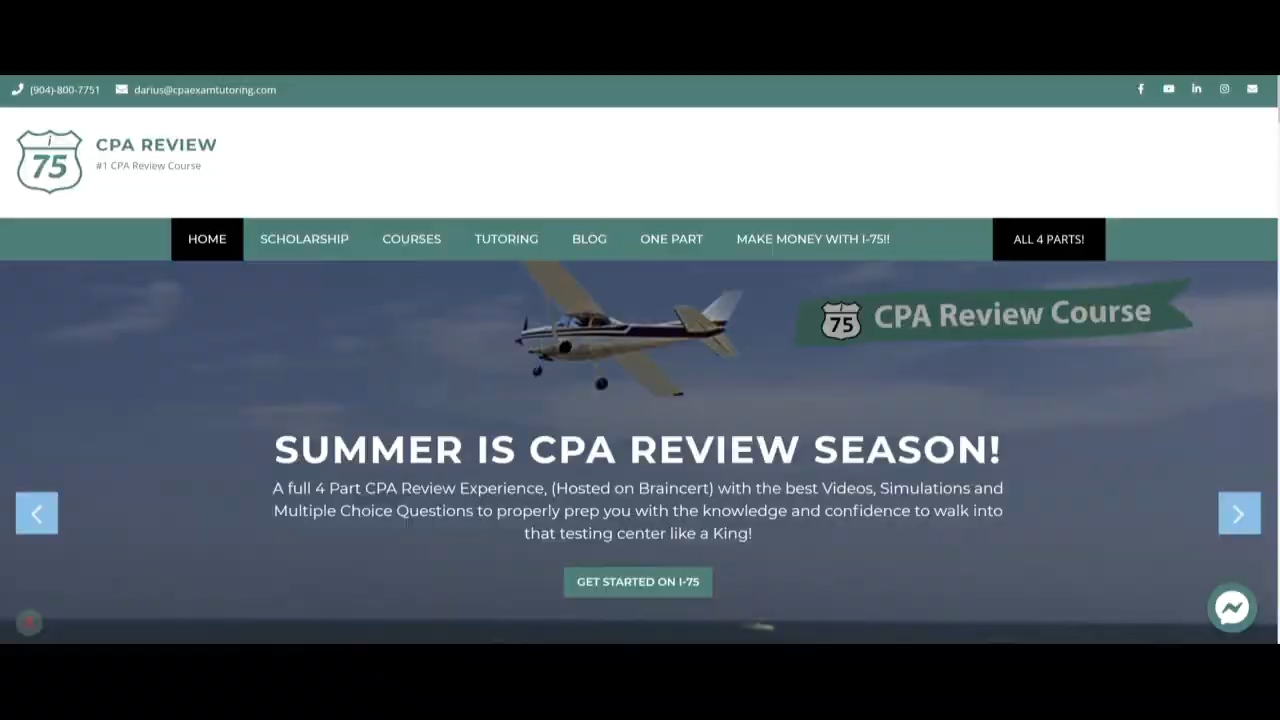 (904)-800-7751 darius@cpaexamtutoring.com
i
75
CPA REVIEW
#1 CPA Review Course
HOME SCHOLARSHIP COURSES TUTORING BLOG ONE PART MAKE MONEY WITH I-75!! ALL 4 PARTS!
75 CPA Review Course
SUMMER IS CPA REVIEW SEASON!
A full 4 Part CPA Review Experience, (Hosted on Braincert) with the best Videos, Simulations and
Multiple Choice Questions to properly prep you with the knowledge and confidence to walk into
that testing center like a King!
GET STARTED ON I-75